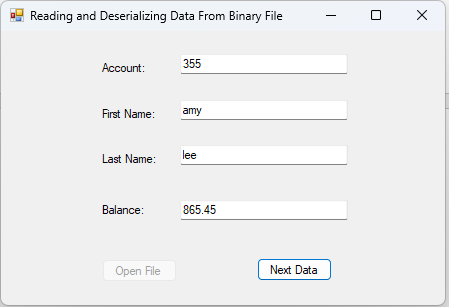 Reading and Deserializing Data From Binary File
Account: 355
First Name: amy
Last Name: lee
Balance: 865.45
Open File Next Data